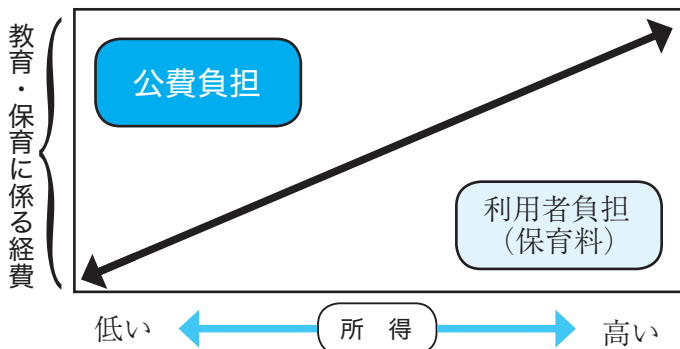 教育・保育に係る経費
公費負担
利用者負担
（保育料）
低い
所 得
高い